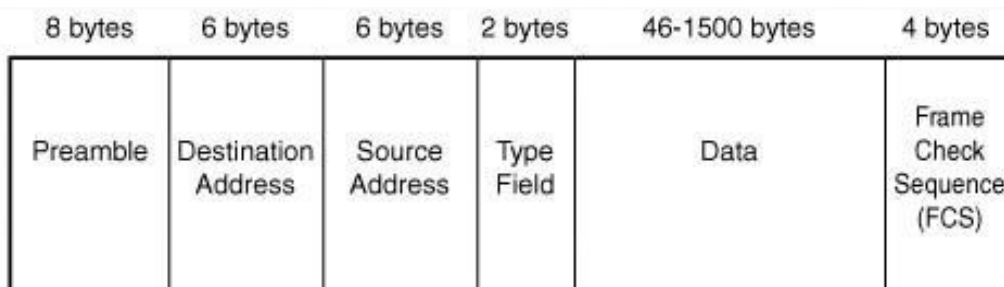 8 bytes 6 bytes 6 bytes 2 bytes 46-1500 bytes 4 bytes
Preamble
Destination
Address
Source
Address
Type
Field
Data
Frame
Check
Sequence
(FCS)